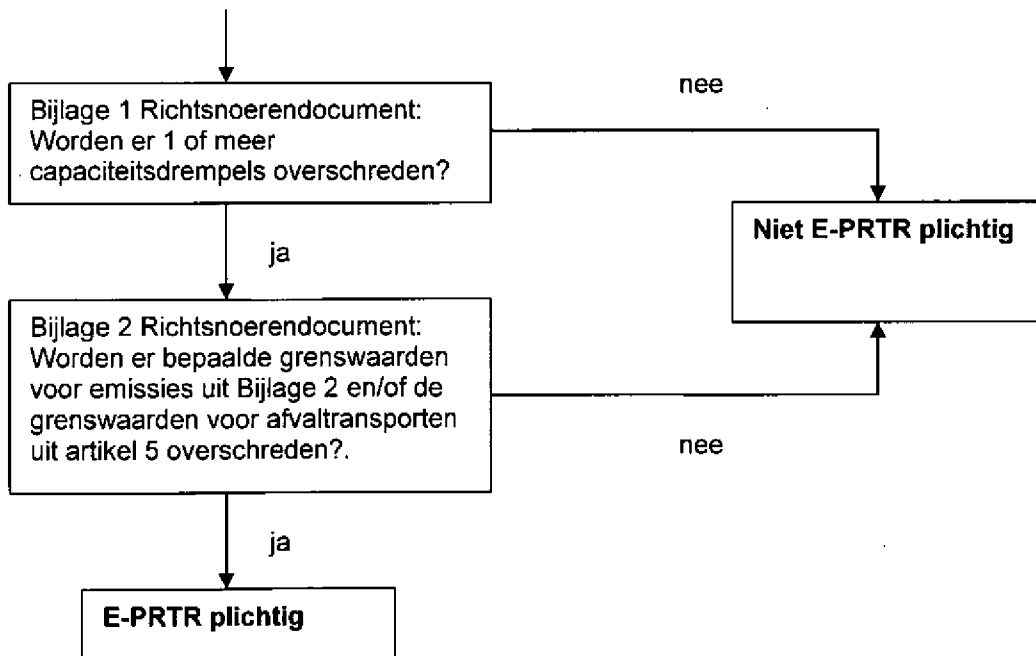 nee
Bijlage 1 Richtsnoerendocument:
Worden er 1 of meer
capaciteitsdrempels overschreden?
Niet E-PRTR plichtig
ja
Bijlage 2 Richtsnoerendocument:
Worden er bepaalde grenswaarden
voor emissies uit Bijlage 2 en/of de
grenswaarden voor afvaltransporten
uit artikel 5 overschreden?.
nee
ja
E-PRTR plichtig